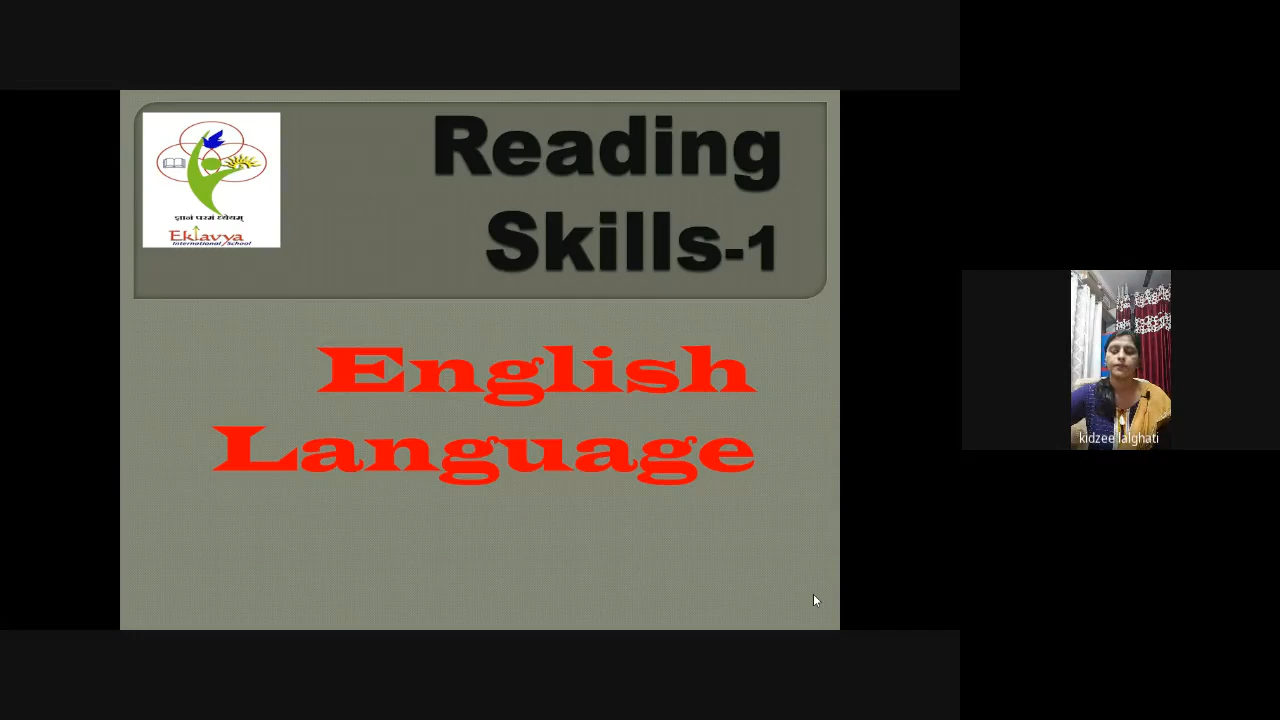 Reading
Skills-1
ज्ञानं परमं ध्येयम्
Eklavya
International School
English
Language
kidzee lalghati